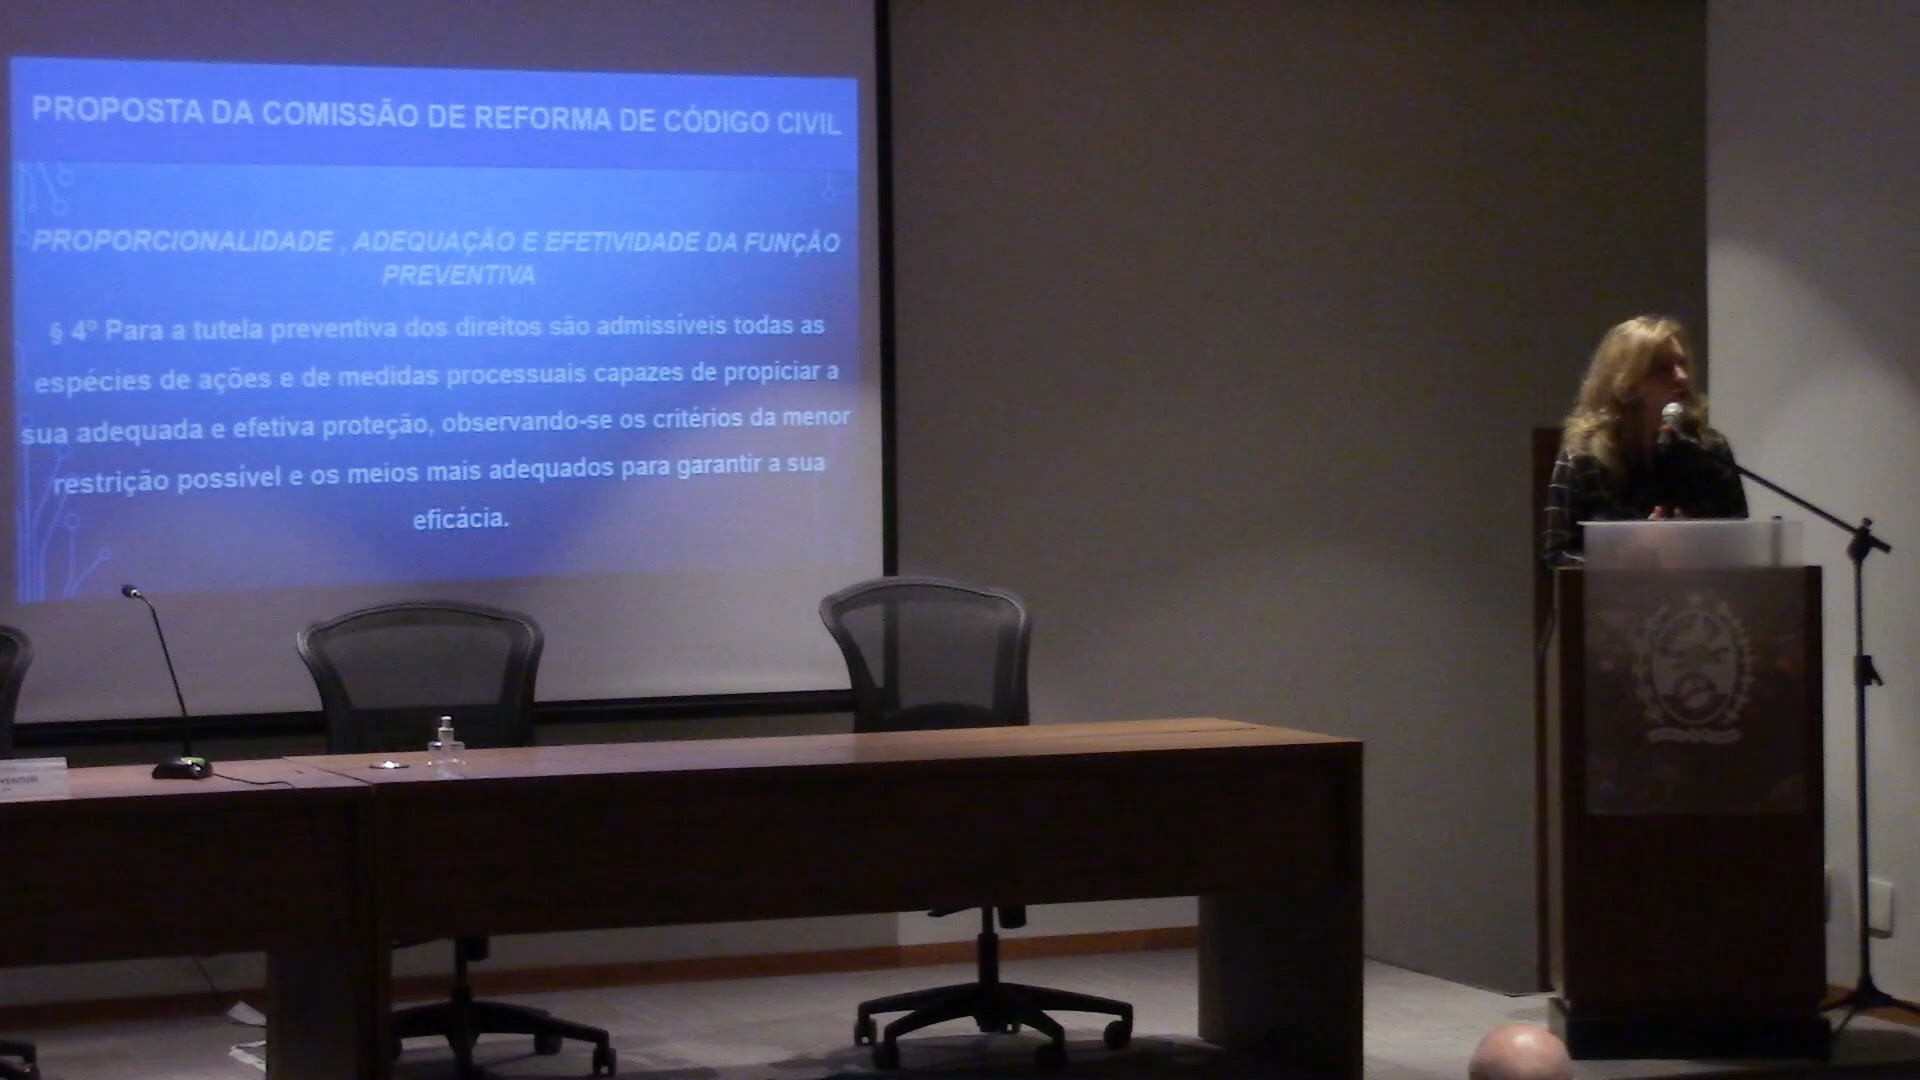 PROPOSTA DA COMISSÃO DE REFORMA DE CÓDIGO CIVIL
PROPORCIONALIDADE , ADEQUAÇÃO E EFETIVIDADE DA FUNÇÃO
PREVENTIVA
§ 4º Para a tutela preventiva dos direitos são admissíveis todas as
espécies de ações e de medidas processuais capazes de propiciar a
sua adequada e efetiva proteção, observando-se os critérios da menor
restrição possível e os meios mais adequados para garantir a sua
eficácia.